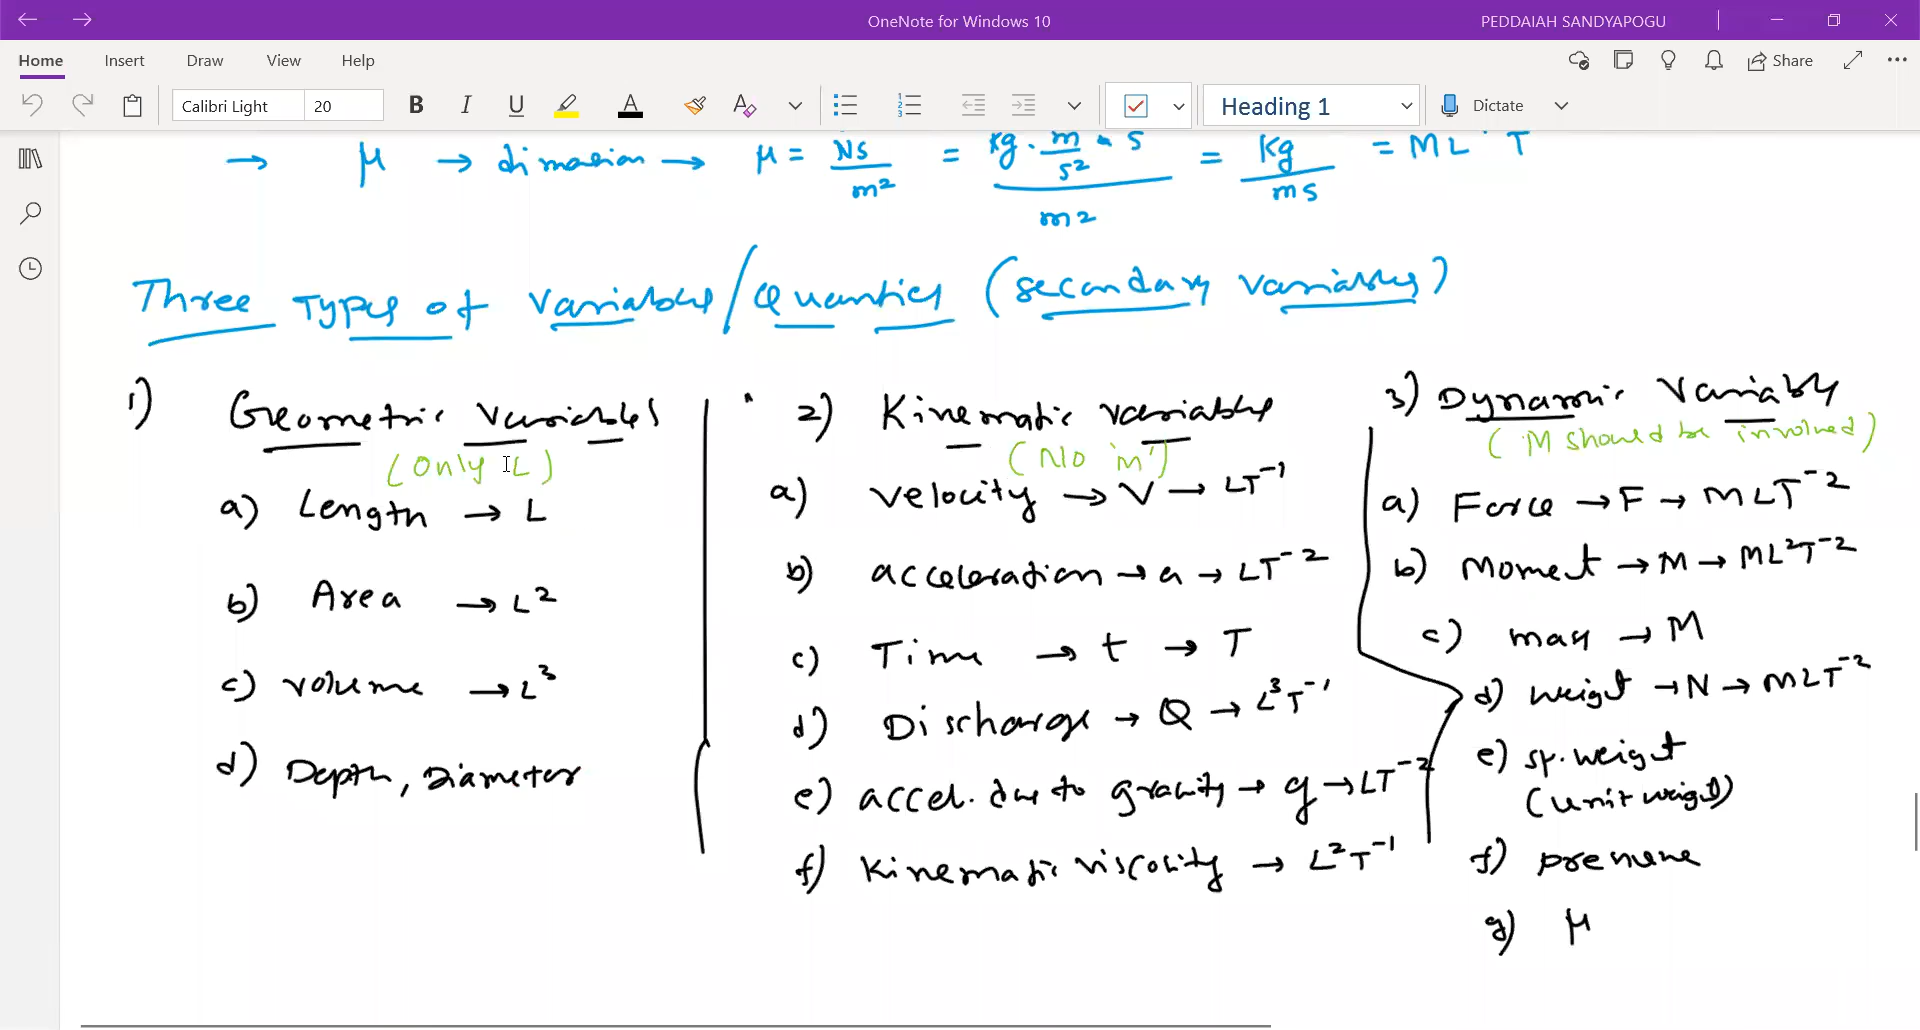 OneNote for Windows 10
PEDDAIAH SANDYAPOGU
Home Insert Draw View Help
Share
Calibri Light 20
B I U A
Heading 1
Dictate
→ μ → dimension → μ = Ns/m² = kg · m/s² · s / m² = kg/ms = ML T
Three Types of Variables/Quantities (secondary variables)
1) Geometric variables
(Only L)
a) Length → L
b) Area → L²
c) volume → L³
d) Depth, Diameter
2) Kinematic variables
(No 'm')
a) velocity → V → LT⁻¹
b) acceleration → a → LT⁻²
c) Time → t → T
d) Discharge → Q → L³T⁻¹
e) accel. due to gravity → g → LT⁻²
f) Kinematic viscosity → L²T⁻¹
3) Dynamic Variables
(M should be involved)
a) Force → F → MLT⁻²
b) Moment → M → ML²T⁻²
c) mass → M
d) weight → N → MLT⁻²
e) sp. weight
(unit weight)
f) pressure
g) μ